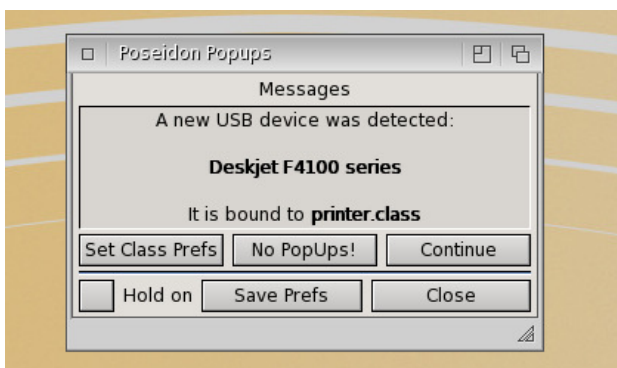 Poseidon Popups
Messages
A new USB device was detected:
Deskjet F4100 series
It is bound to printer.class
Set Class Prefs No PopUps! Continue
Hold on Save Prefs Close